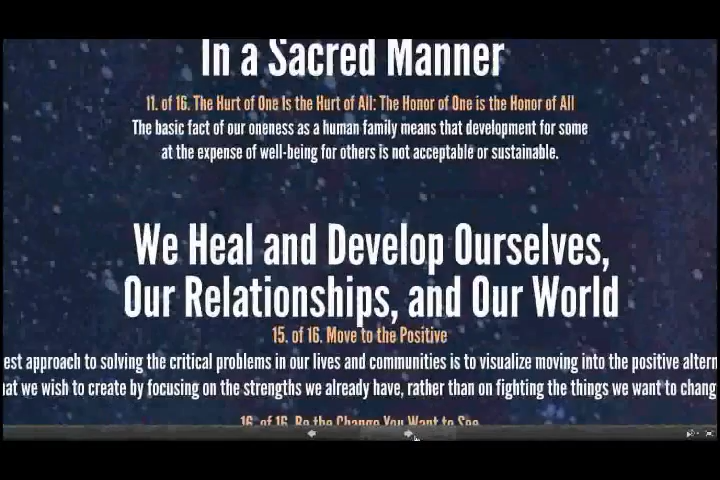 In a Sacred Manner
11. of 16. The Hurt of One Is the Hurt of All: The Honor of One is the Honor of All
The basic fact of our oneness as a human family means that development for some
at the expense of well-being for others is not acceptable or sustainable.
We Heal and Develop Ourselves,
Our Relationships, and Our World
15. of 16. Move to the Positive
est approach to solving the critical problems in our lives and communities is to visualize moving into the positive altern
at we wish to create by focusing on the strengths we already have, rather than on fighting the things we want to chang
16. of 16. Be the Change You Want to See